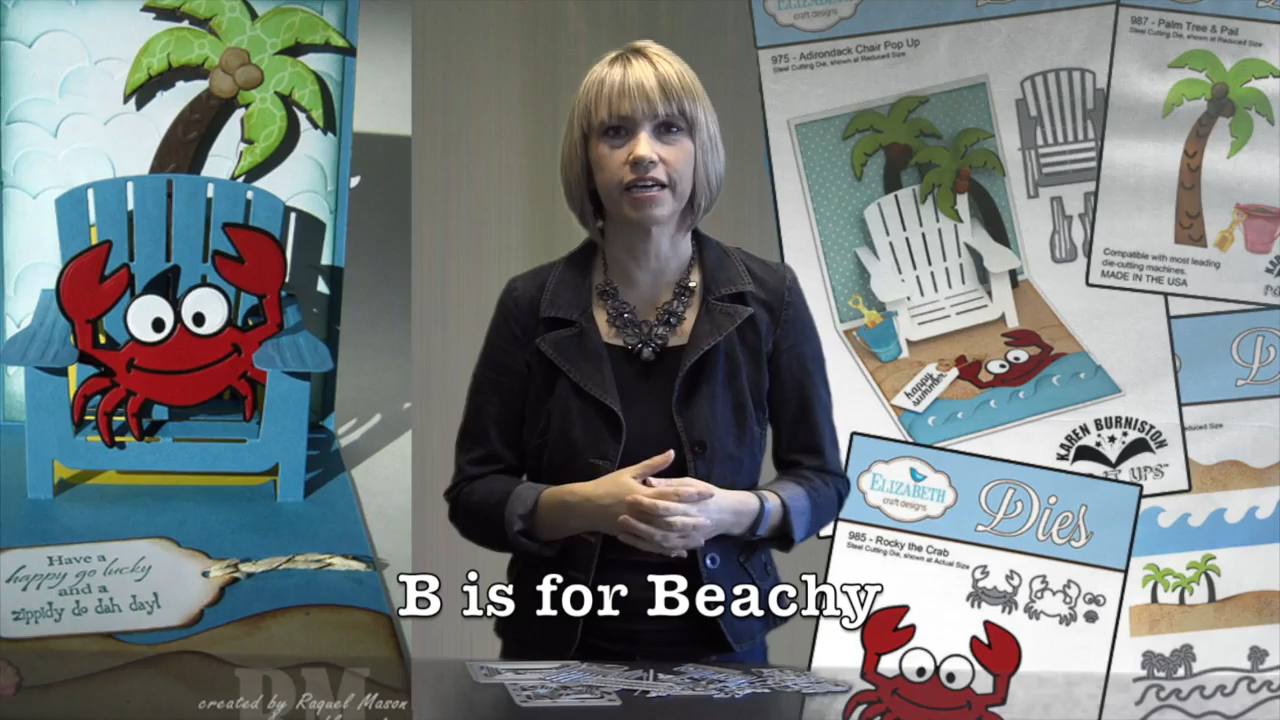 Have a
happy go lucky
and a
zippidy do dah day!
created by Raquel Mason
B is for Beachy
craft designs
975 - Adirondack Chair Pop Up
Steel Cutting Die, shown at Reduced Size
happy
summer
KAREN BURNISTON
987 - Palm Tree & Pail
Steel Cutting Die, shown at Reduced Size
Compatible with most leading
die-cutting machines.
MADE IN THE USA
ELIZABETH
craft designs
Dies
985 - Rocky the Crab
Steel Cutting Die, shown at Actual Size